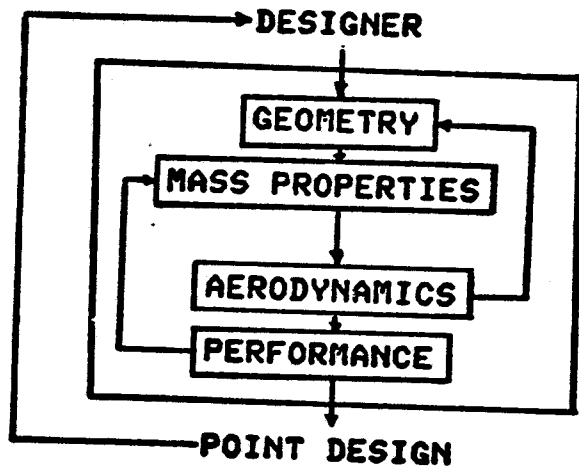 DESIGNER
GEOMETRY
MASS PROPERTIES
AERODYNAMICS
PERFORMANCE
POINT DESIGN